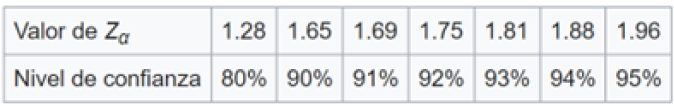 Valor de Zα 1.28 1.65 1.69 1.75 1.81 1.88 1.96
Nivel de confianza 80% 90% 91% 92% 93% 94% 95%